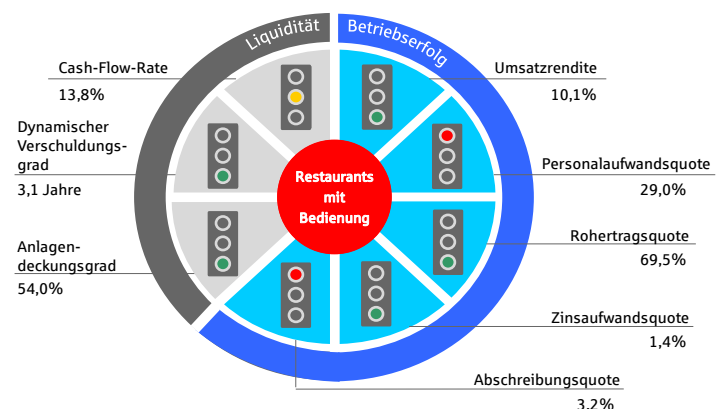 Liquidität
Betriebserfolg
Cash-Flow-Rate
13,8%
Umsatzrendite
10,1%
Dynamischer
Verschuldungs-
grad
3,1 Jahre
Personalaufwandsquote
29,0%
Restaurants
mit
Bedienung
Anlagen-
deckungsgrad
54,0%
Rohertragsquote
69,5%
Zinsaufwandsquote
1,4%
Abschreibungsquote
3,2%